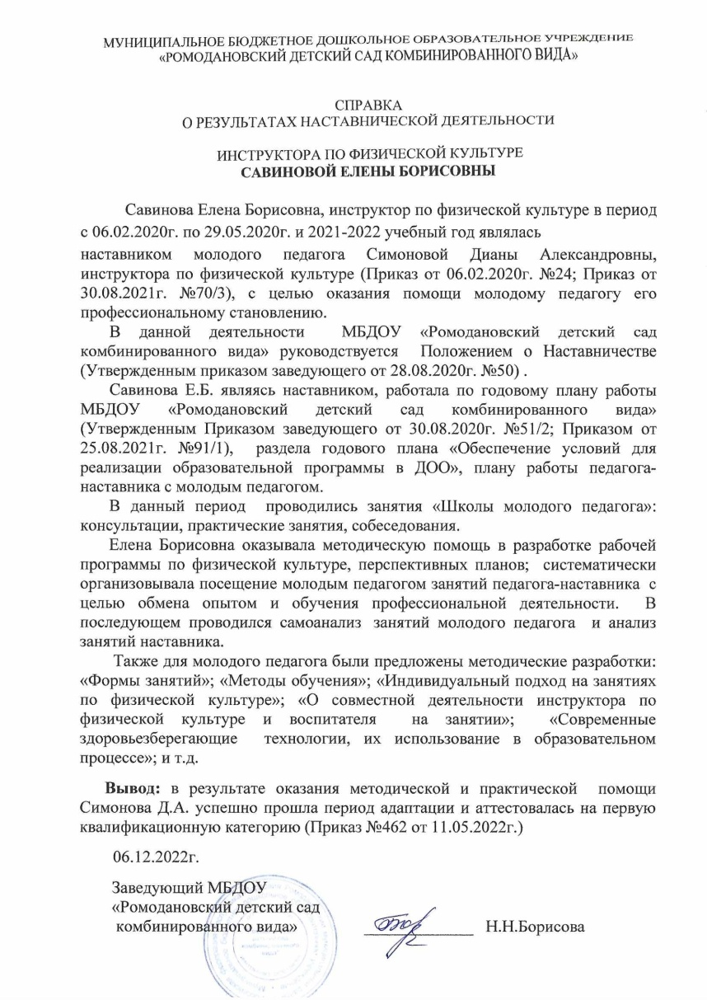 МУНИЦИПАЛЬНОЕ БЮДЖЕТНОЕ ДОШКОЛЬНОЕ ОБРАЗОВАТЕЛЬНОЕ УЧРЕЖДЕНИЕ
«РОМОДАНОВСКИЙ ДЕТСКИЙ САД КОМБИНИРОВАННОГО ВИДА»
СПРАВКА
О РЕЗУЛЬТАТАХ НАСТАВНИЧЕСКОЙ ДЕЯТЕЛЬНОСТИ
ИНСТРУКТОРА ПО ФИЗИЧЕСКОЙ КУЛЬТУРЕ
САВИНОВОЙ ЕЛЕНЫ БОРИСОВНЫ
Савинова Елена Борисовна, инструктор по физической культуре в период
с 06.02.2020г. по 29.05.2020г. и 2021-2022 учебный год являлась
наставником молодого педагога Симоновой Дианы Александровны,
инструктора по физической культуре (Приказ от 06.02.2020г. №24; Приказ от
30.08.2021г. №70/3), с целью оказания помощи молодому педагогу его
профессиональному становлению.
В данной деятельности МБДОУ «Ромодановский детский сад
комбинированного вида» руководствуется Положением о Наставничестве
(Утвержденным приказом заведующего от 28.08.2020г. №50) .
Савинова Е.Б. являясь наставником, работала по годовому плану работы
МБДОУ «Ромодановский детский сад комбинированного вида»
(Утвержденным Приказом заведующего от 30.08.2020г. №51/2; Приказом от
25.08.2021г. №91/1), раздела годового плана «Обеспечение условий для
реализации образовательной программы в ДОО», плану работы педагога-
наставника с молодым педагогом.
В данный период проводились занятия «Школы молодого педагога»:
консультации, практические занятия, собеседования.
Елена Борисовна оказывала методическую помощь в разработке рабочей
программы по физической культуре, перспективных планов; систематически
организовывала посещение молодым педагогом занятий педагога-наставника с
целью обмена опытом и обучения профессиональной деятельности. В
последующем проводился самоанализ занятий молодого педагога и анализ
занятий наставника.
Также для молодого педагога были предложены методические разработки:
«Формы занятий»; «Методы обучения»; «Индивидуальный подход на занятиях
по физической культуре»; «О совместной деятельности инструктора по
физической культуре и воспитателя на занятии»; «Современные
здоровьезберегающие технологии, их использование в образовательном
процессе»; и т.д.
Вывод: в результате оказания методической и практической помощи
Симонова Д.А. успешно прошла период адаптации и аттестовалась на первую
квалификационную категорию (Приказ №462 от 11.05.2022г.)
06.12.2022г.
Заведующий МБДОУ
«Ромодановский детский сад
комбинированного вида» Н.Н.Борисова